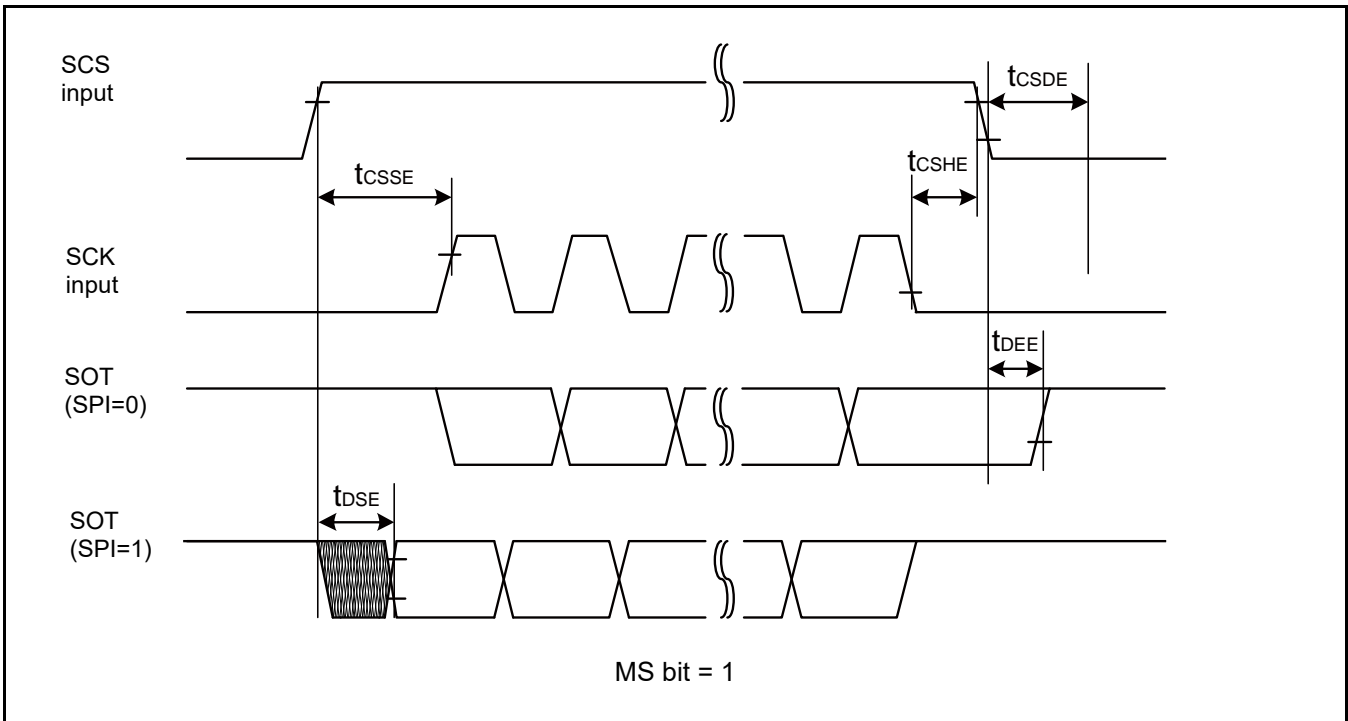 SCS
input
tCSDE
tCSSE
tCSHE
SCK
input
tDEE
SOT
(SPI=0)
tDSE
SOT
(SPI=1)
MS bit = 1